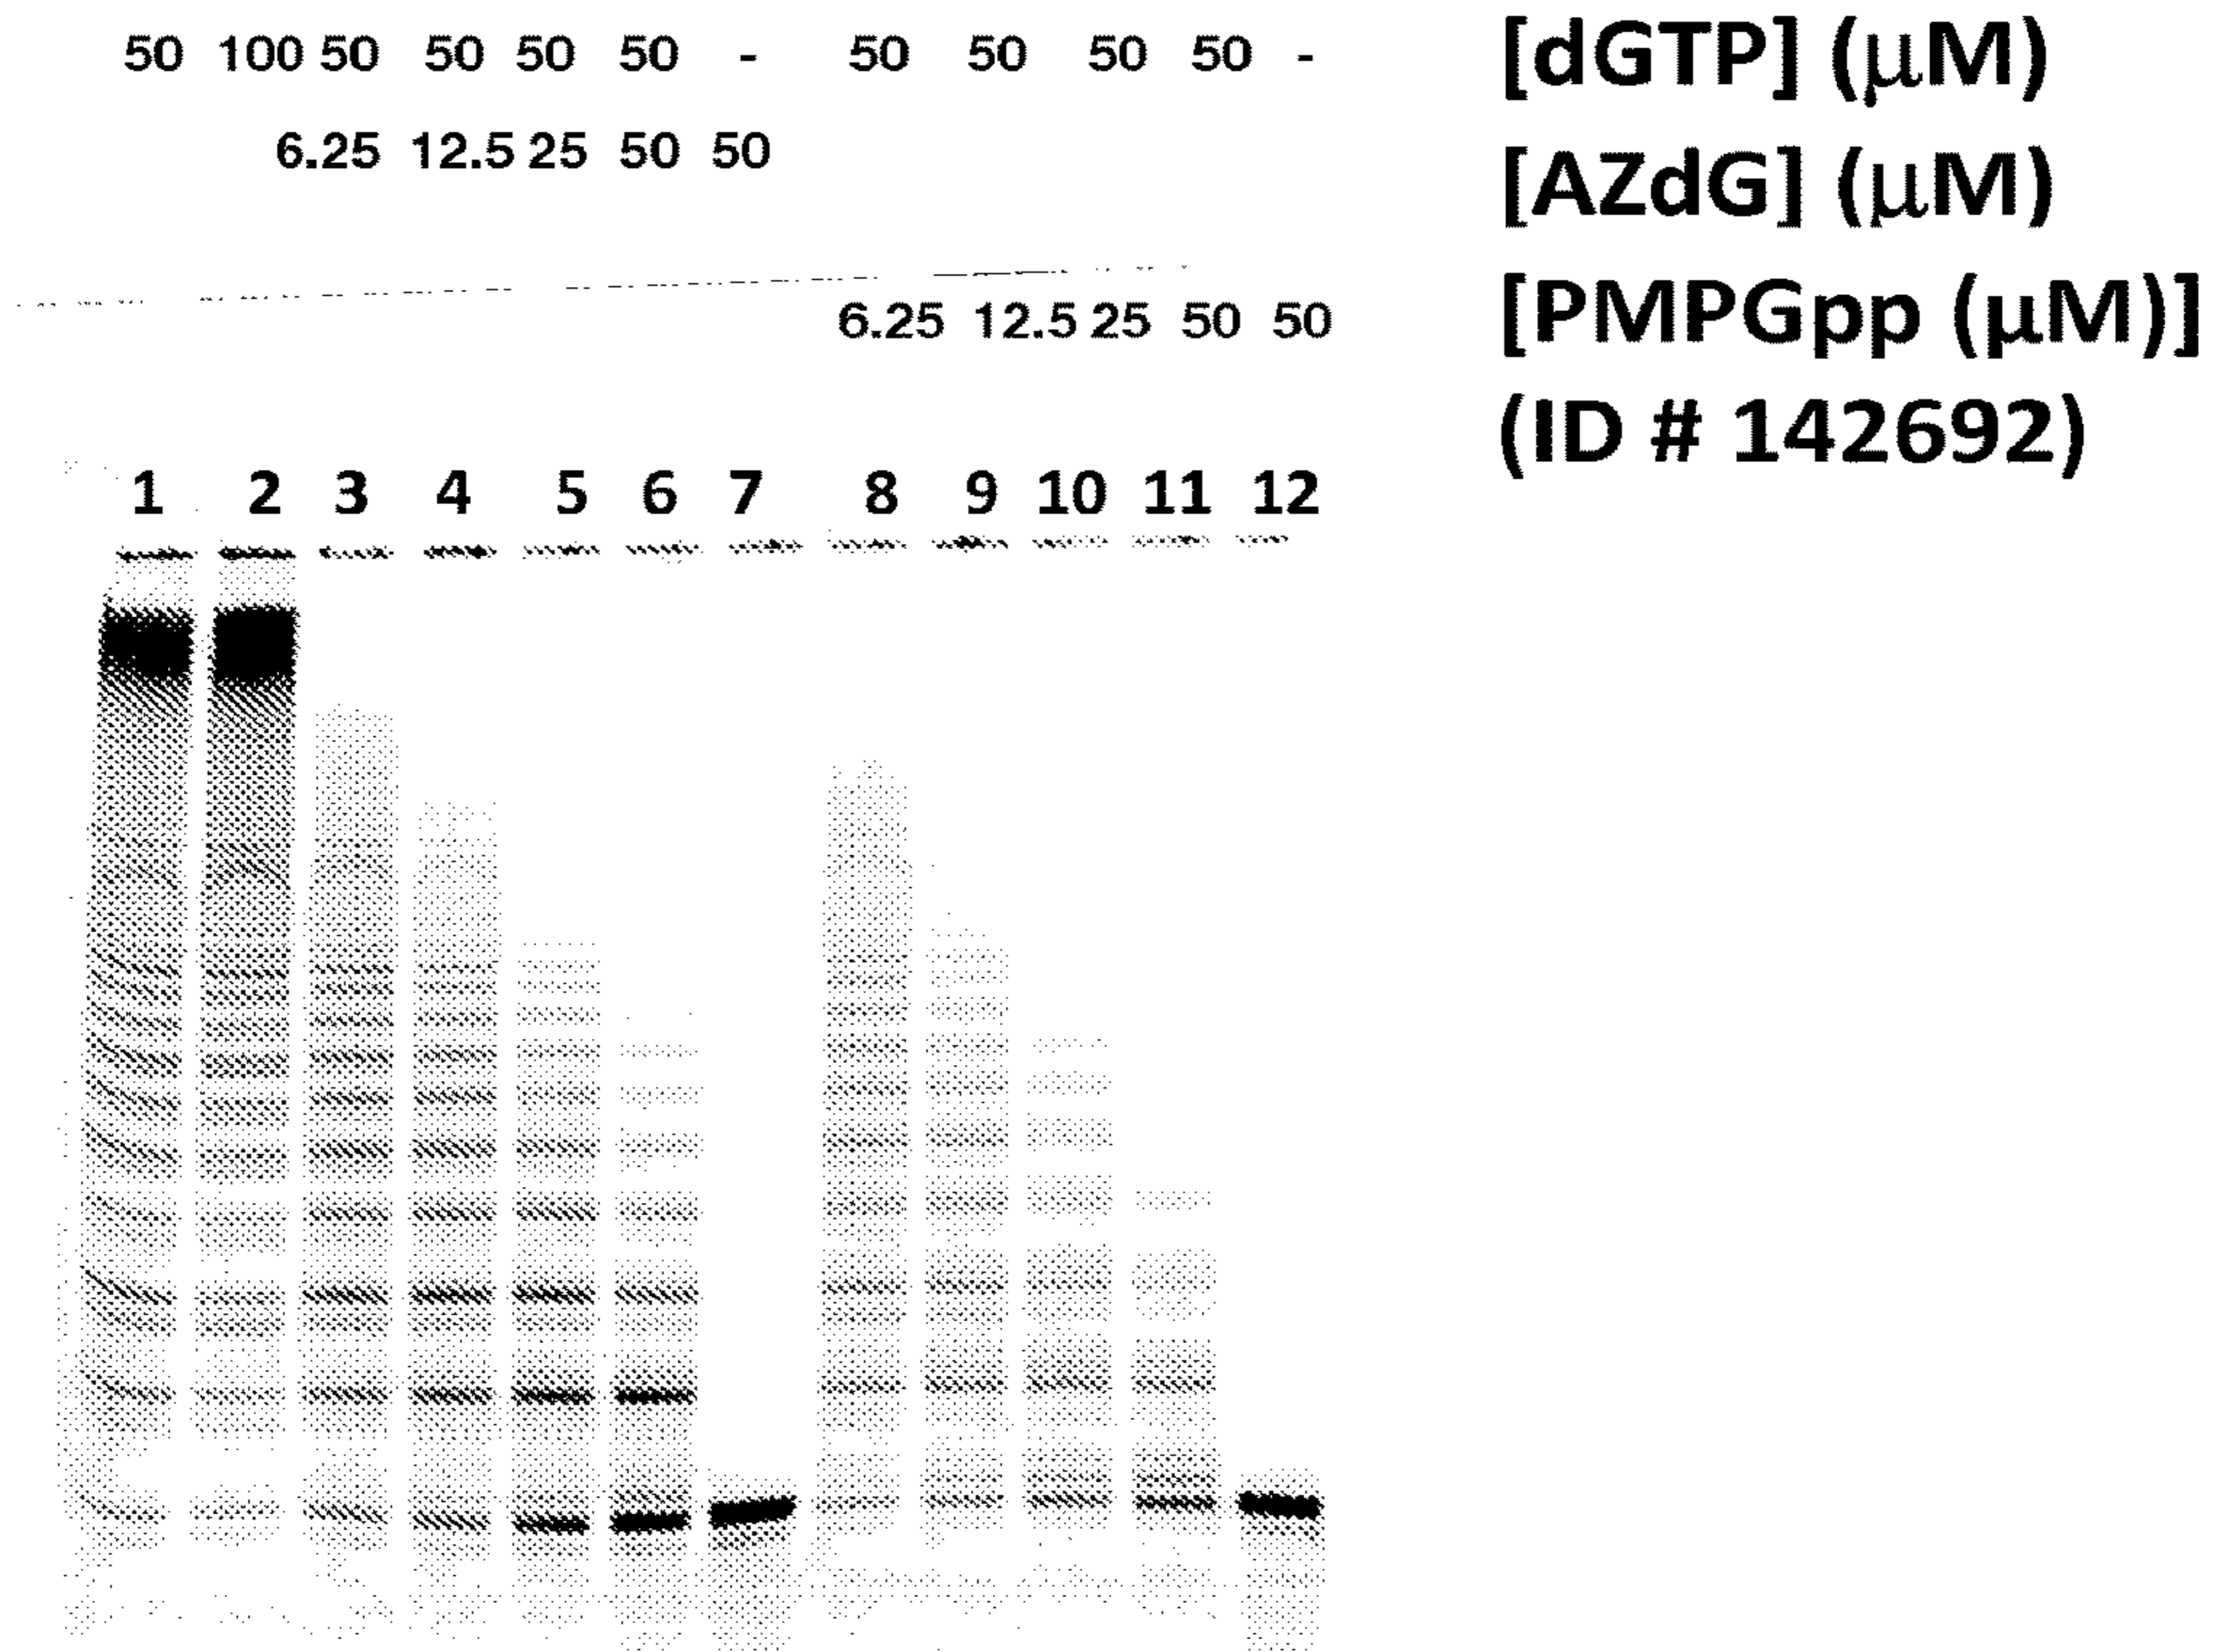 50 100 50 50 50 50 - 50 50 50 50 - [dGTP] (μM)
6.25 12.5 25 50 50 [AZdG] (μM)
6.25 12.5 25 50 50 [PMPGpp (μM)]
(ID # 142692)
1 2 3 4 5 6 7 8 9 10 11 12